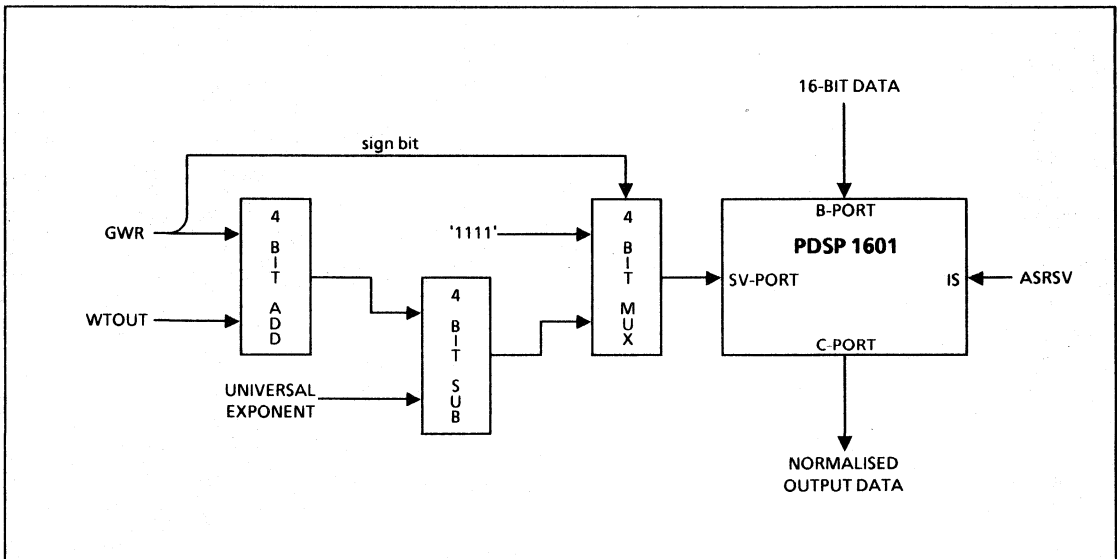 16-BIT DATA
sign bit
GWR
4 BIT ADD
WTOUT
4 BIT SUB
UNIVERSAL
EXPONENT
'1111'
4 BIT MUX
B-PORT
PDSP 1601
SV-PORT
IS
ASRSV
C-PORT
NORMALISED
OUTPUT DATA